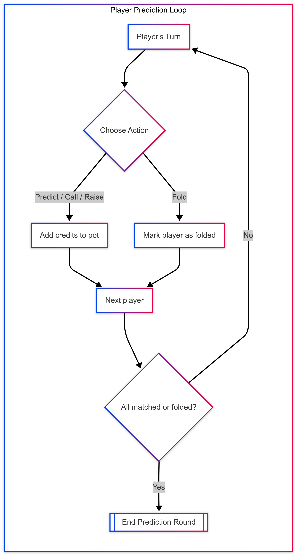 Player Prediction Loop
Player's Turn
Choose Action
Predict / Call / Raise
Fold
Add credits to pot
Mark player as folded
No
Next player
All matched or folded?
Yes
End Prediction Round